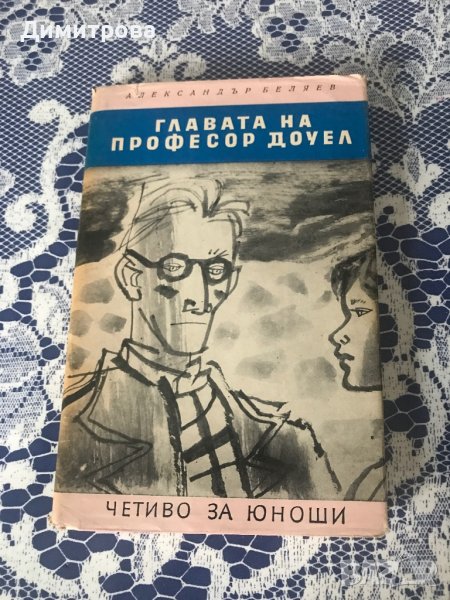 Димитрова
АЛЕКСАНДЪР БЕЛЯЕВ
ГЛАВАТА НА
ПРОФЕСОР ДОУЕЛ
ЧЕТИВО ЗА ЮНОШИ